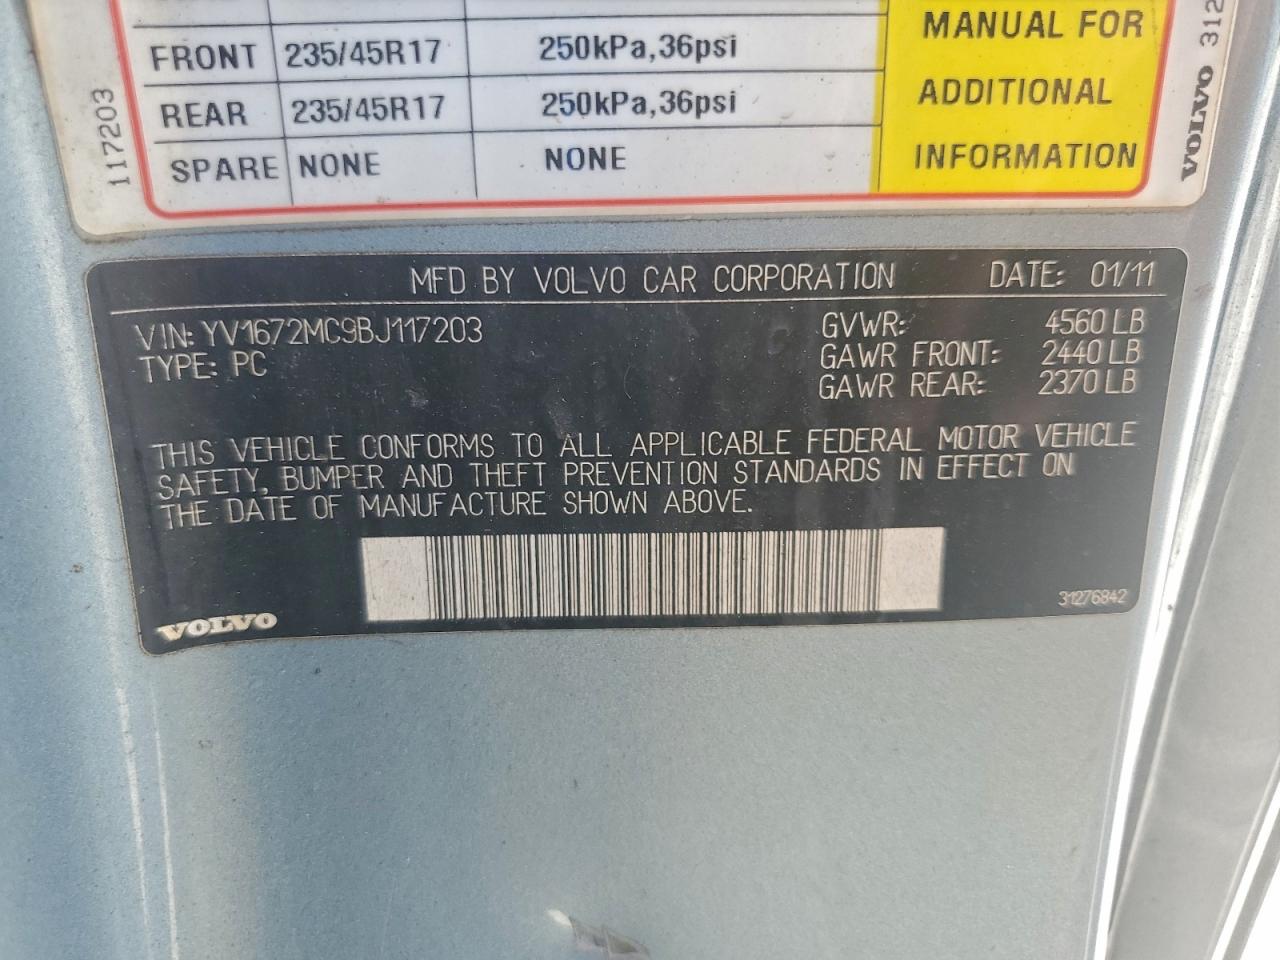 FRONT 235/45R17 250kPa,36psi
REAR 235/45R17 250kPa,36psi
SPARE NONE NONE
MANUAL FOR
ADDITIONAL
INFORMATION
117203
VOLVO 312
MFD BY VOLVO CAR CORPORATION DATE: 01/11
VIN: YV1672MC9BJ117203 GVWR: 4560 LB
TYPE: PC GAWR FRONT: 2440 LB
GAWR REAR: 2370 LB
THIS VEHICLE CONFORMS TO ALL APPLICABLE FEDERAL MOTOR VEHICLE
SAFETY, BUMPER AND THEFT PREVENTION STANDARDS IN EFFECT ON
THE DATE OF MANUFACTURE SHOWN ABOVE.
VOLVO 31276842